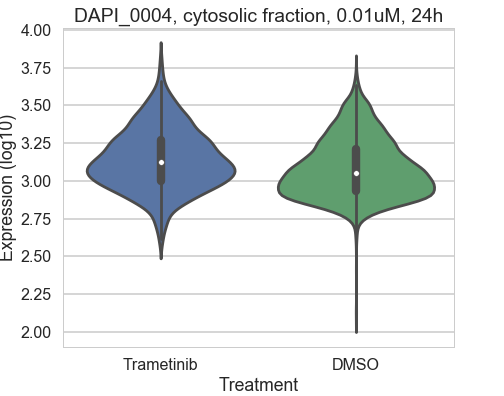 DAPI_0004, cytosolic fraction, 0.01uM, 24h
4.00
3.75
3.50
3.25
3.00
2.75
2.50
2.25
2.00
Expression (log10)
Trametinib
DMSO
Treatment